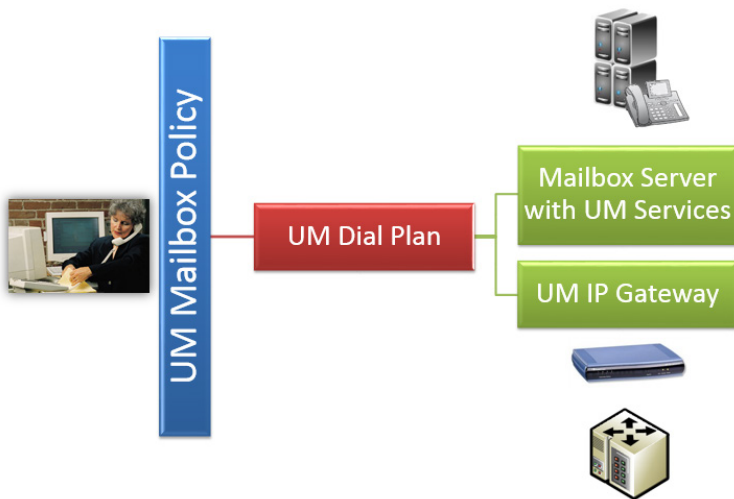 UM Mailbox Policy
UM Dial Plan
Mailbox Server
with UM Services
UM IP Gateway